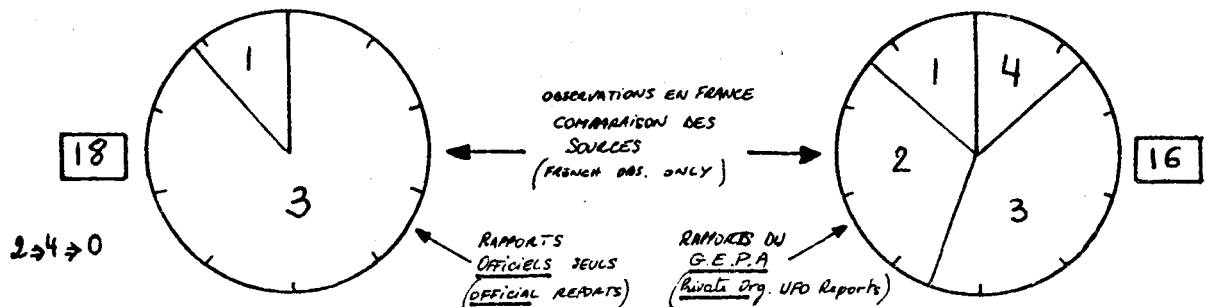 1
3
18
2→4→0
OBSERVATIONS EN FRANCE
COMPARAISON DES
SOURCES
(FRENCH OBS. ONLY)
RAPPORTS
OFFICIELS SEULS
(OFFICIAL REPORTS)
RAPPORTS DU
G.E.P.A
(Private Org. UFO Reports)
1
4
2
3
16